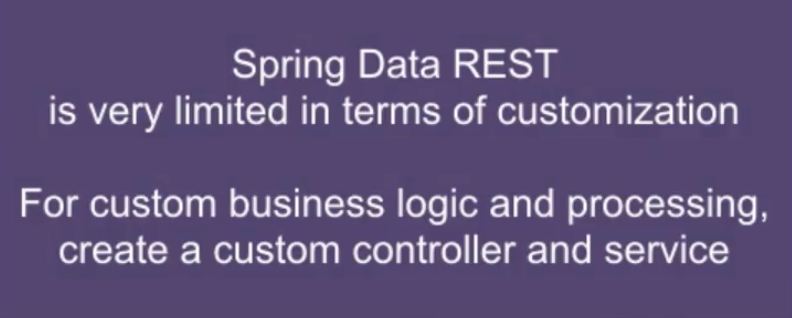 Spring Data REST
is very limited in terms of customization
For custom business logic and processing,
create a custom controller and service